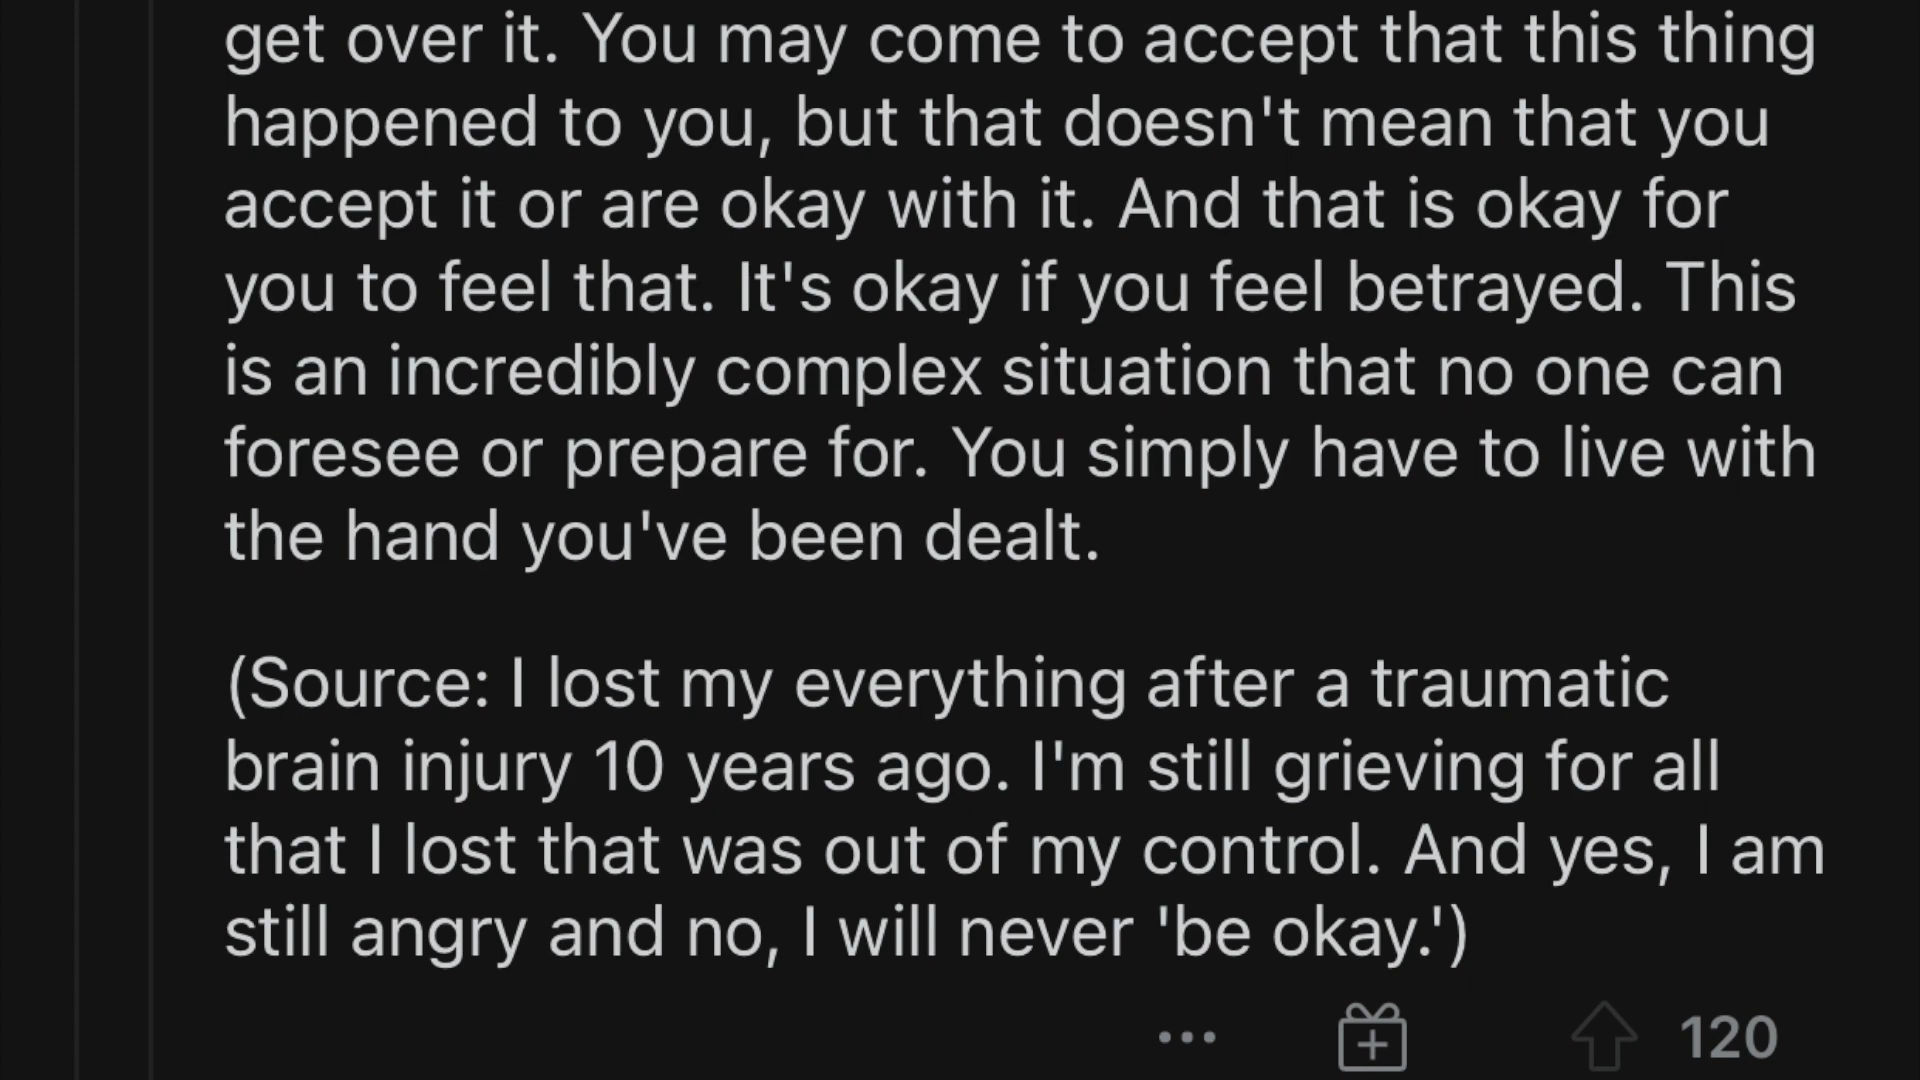 get over it. You may come to accept that this thing
happened to you, but that doesn't mean that you
accept it or are okay with it. And that is okay for
you to feel that. It's okay if you feel betrayed. This
is an incredibly complex situation that no one can
foresee or prepare for. You simply have to live with
the hand you've been dealt.
(Source: I lost my everything after a traumatic
brain injury 10 years ago. I'm still grieving for all
that I lost that was out of my control. And yes, I am
still angry and no, I will never 'be okay.')
120